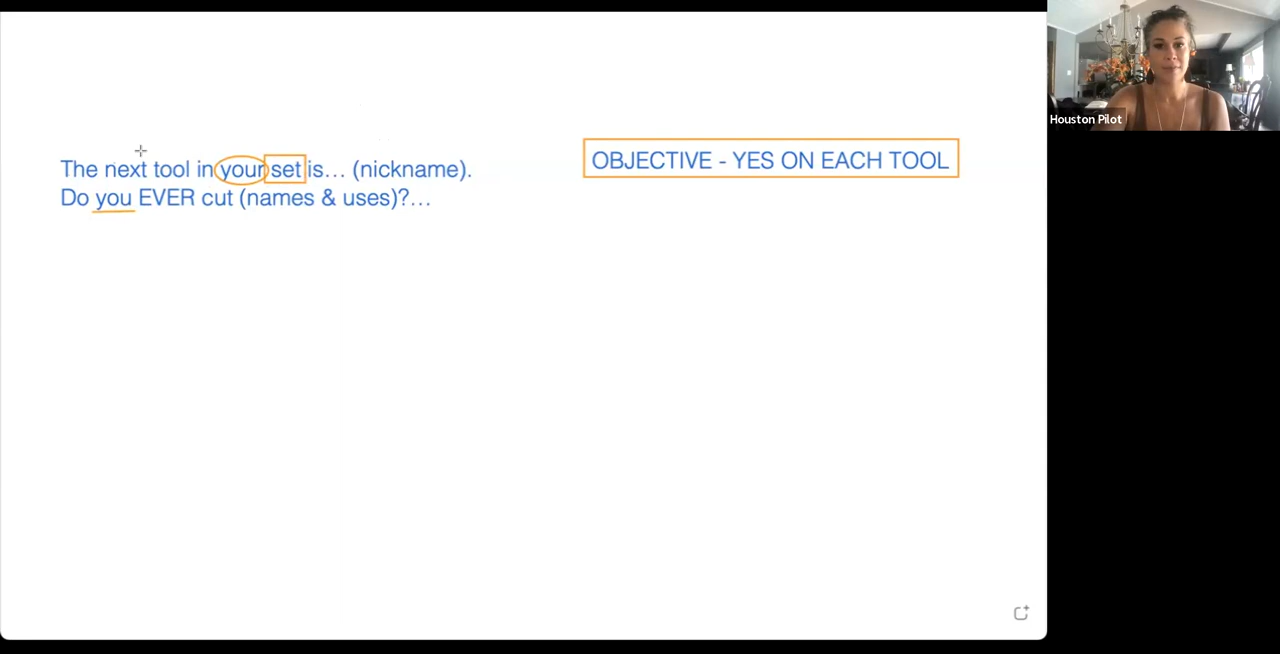 The next tool in your set is... (nickname).
Do you EVER cut (names & uses)?...
OBJECTIVE - YES ON EACH TOOL
Houston Pilot